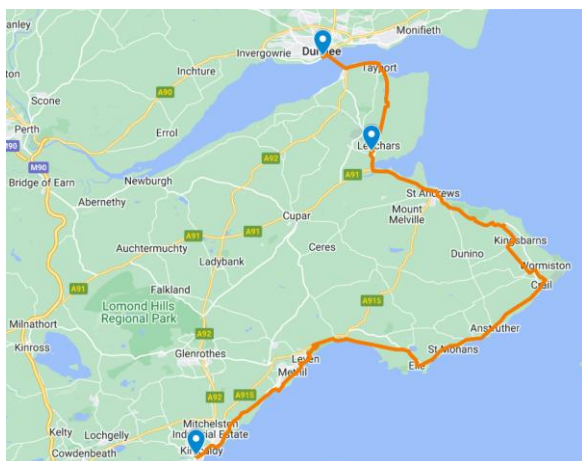 Monifieth
Invergowrie
Dundee
Tayport
Inchture
A90
Scone
Errol
Perth
M90
Leuchars
A92
A91
Bridge of Earn
Newburgh
St Andrews
Abernethy
Mount
Melville
Cupar
Kingsbarns
A91
Ceres
Dunino
Auchtermuchty
Wormiston
Ladybank
Crail
A91
Falkland
Lomond Hills
Regional Park
A915
Anstruther
Milnathort
A92
St Monans
Kinross
Glenrothes
Leven
Elie
Methil
A92
A915
Mitchelston
Industrial Estate
Kelty
Lochgelly
Kirkcaldy
Cowdenbeath